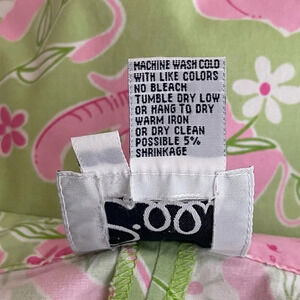 MACHINE WASH COLD
WITH LIKE COLORS
NO BLEACH
TUMBLE DRY LOW
OR HANG TO DRY
WARM IRON
OR DRY CLEAN
POSSIBLE 5%
SHRINKAGE